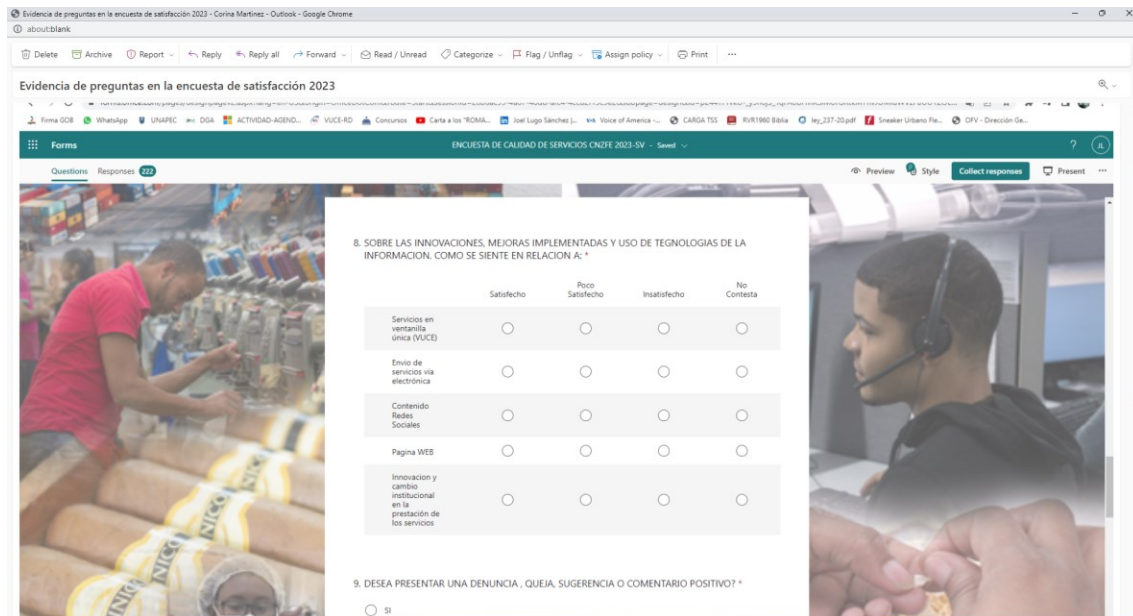 Evidencia de preguntas en la encuesta de satisfacción 2023 - Corina Martinez - Outlook - Google Chrome
about:blank
Delete Archive Report Reply Reply all Forward Read / Unread Categorize Flag / Unflag Assign policy Print ...
Evidencia de preguntas en la encuesta de satisfacción 2023
Firma GOB WhatsApp UNAPEC DGA ACTIVIDAD-AGENO... VUCE-RD Concursos Carta a los "ROMA... Joel Lugo Sánchez |... Voice of America -... CARGA TSS RVR1960 Biblia ley_237-20.pdf Sneaker Urbano Fle... OFV - Dirección Ge...
Forms ENCUESTA DE CALIDAD DE SERVICIOS CNZFE 2023-SV - Saved ? JL
Questions Responses 222 Preview Style Collect responses Present ...
8. SOBRE LAS INNOVACIONES, MEJORAS IMPLEMENTADAS Y USO DE TEGNOLOGIAS DE LA
INFORMACION. COMO SE SIENTE EN RELACION A: *
Satisfecho Poco Satisfecho Insatisfecho No Contesta
Servicios en
ventanilla
única (VUCE)
Envio de
servicios vía
electrónica
Contenido
Redes
Sociales
Pagina WEB
Innovacion y
cambio
institucional
en la
prestación de
los servicios
9. DESEA PRESENTAR UNA DENUNCIA , QUEJA, SUGERENCIA O COMENTARIO POSITIVO? *
SI